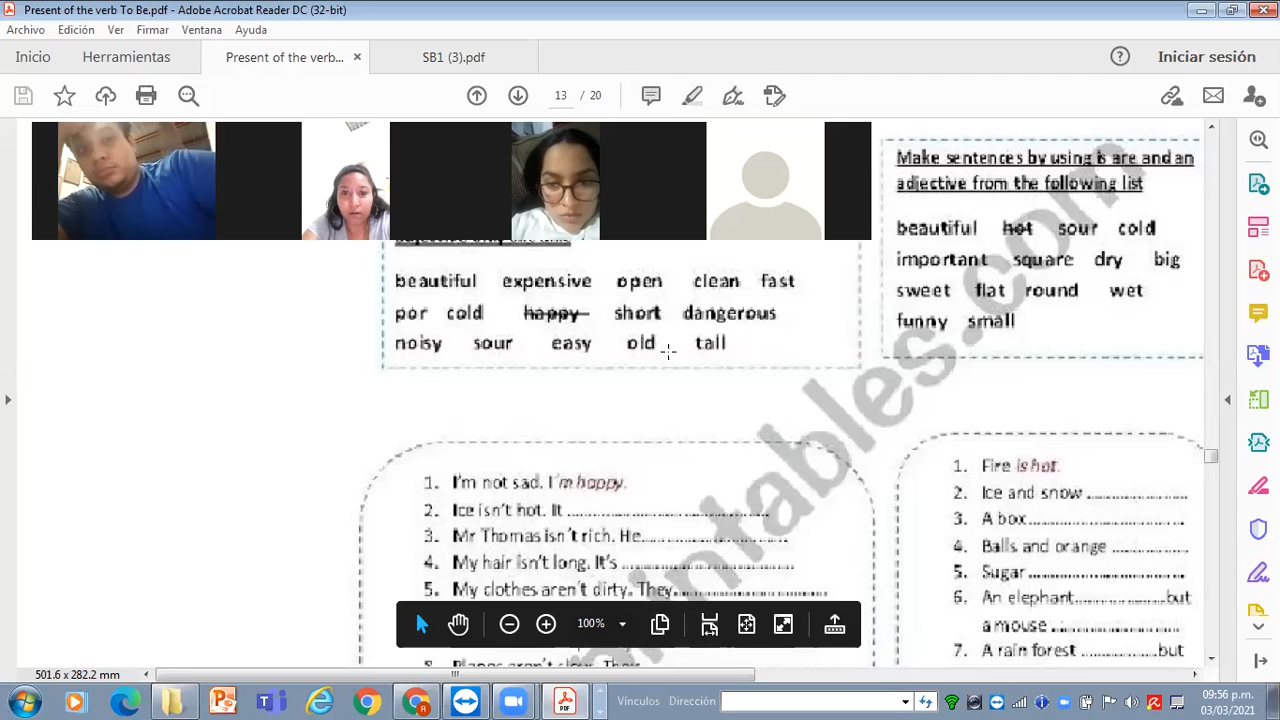 Present of the verb To Be.pdf - Adobe Acrobat Reader DC (32-bit)
Archivo Edición Ver Firmar Ventana Ayuda
Inicio Herramientas Present of the verb... × SB1 (3).pdf Iniciar sesión
13 / 20
Make sentences by using is are and an
adjective from the following list
beautiful hot sour cold
important square dry big
sweet flat round wet
funny small
beautiful expensive open clean fast
por cold happy short dangerous
noisy sour easy old tall
1. I'm not sad. I'm happy.
2. Ice isn't hot. It ........................
3. Mr Thomas isn't rich. He........................
4. My hair isn't long. It's ........................
5. My clothes aren't dirty. They........................
8. Planes aren't slow. They
1. Fire is hot.
2. Ice and snow ................
3. A box................
4. Balls and orange ................
5. Sugar ................
6. An elephant................but
a mouse ................
7. A rain forest ................but
100%
501.6 x 282.2 mm
Vínculos Dirección
09:56 p.m.
03/03/2021